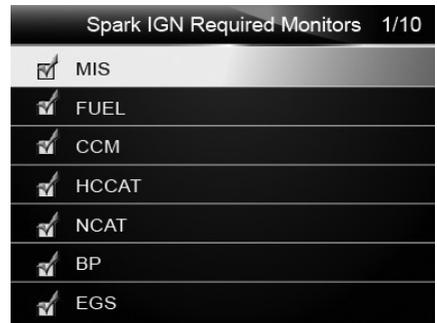 Spark IGN Required Monitors 1/10
MIS
FUEL
CCM
HCCAT
NCAT
BP
EGS